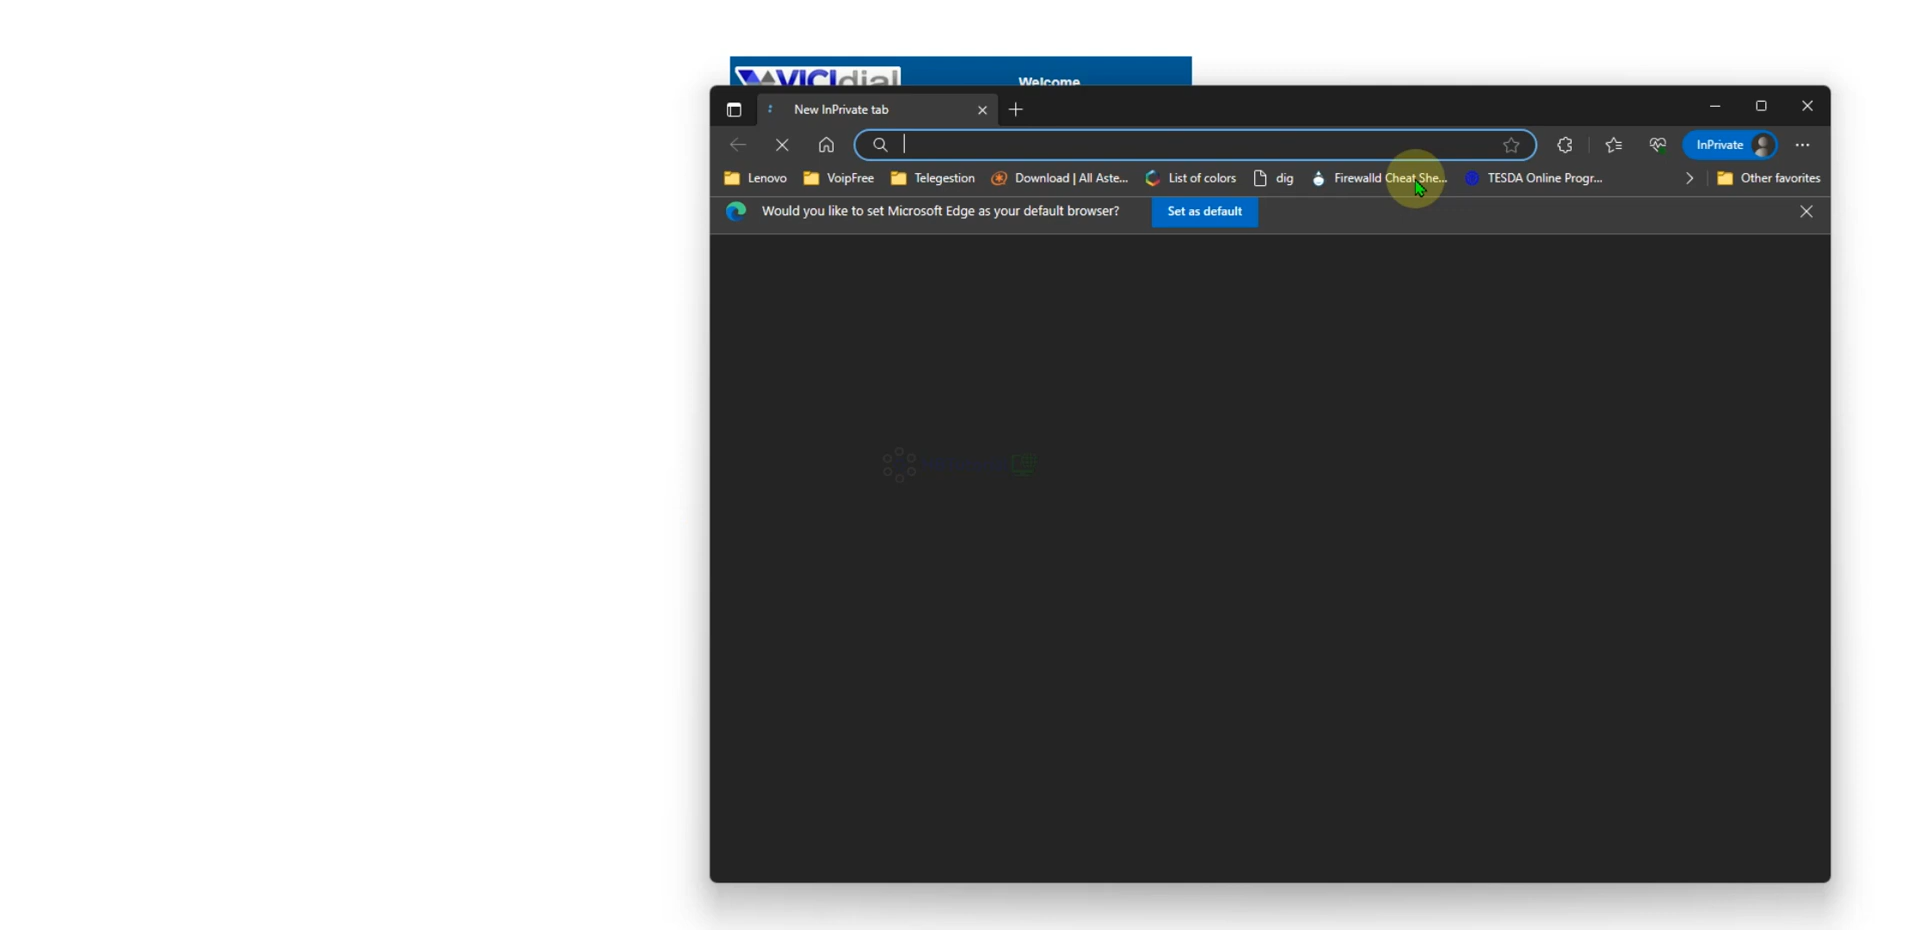 VICIdial
Welcome
New InPrivate tab
InPrivate
Lenovo
VoipFree
Telegestion
Download | All Aste...
List of colors
dig
Firewalld Cheat She...
TESDA Online Progr...
Other favorites
Would you like to set Microsoft Edge as your default browser?
Set as default